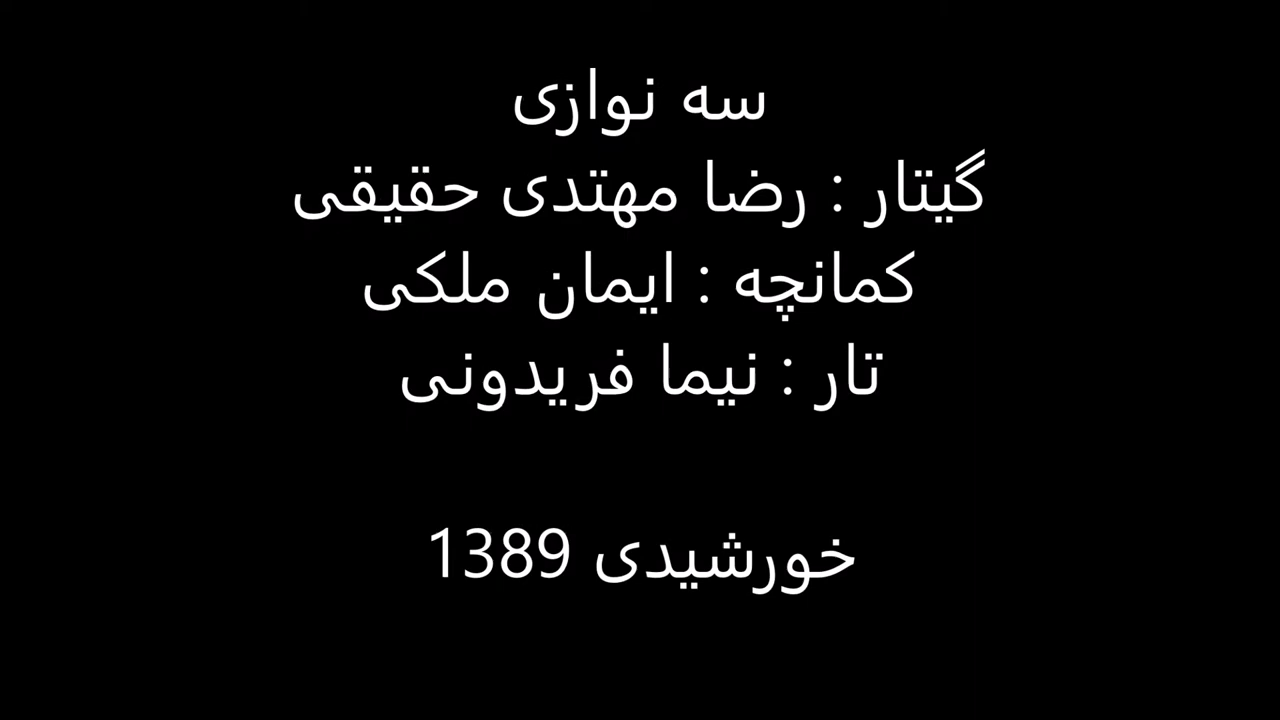 سه نوازی
گیتار : رضا مهتدی حقیقی
کمانچه : ایمان ملکی
تار : نیما فریدونی
خورشیدی 1389